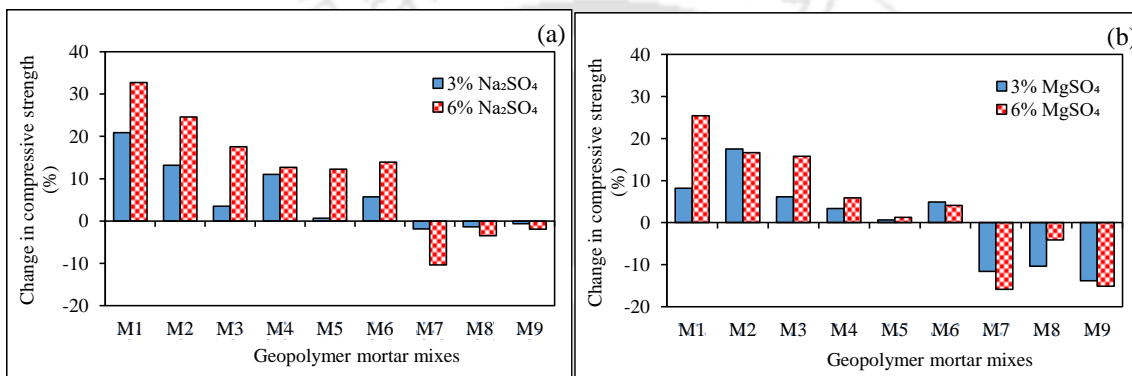 (a)
Change in compressive strength
(%)
40
30
20
10
0
-10
-20
3% Na₂SO₄
6% Na₂SO₄
M1 M2 M3 M4 M5 M6 M7 M8 M9
Geopolymer mortar mixes
(b)
Change in compressive strength
(%)
40
30
20
10
0
-10
-20
3% MgSO₄
6% MgSO₄
M1 M2 M3 M4 M5 M6 M7 M8 M9
Geopolymer mortar mixes